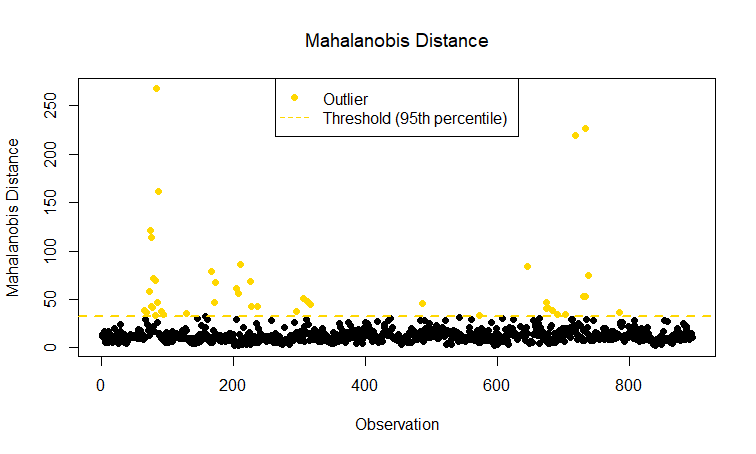 Mahalanobis Distance
Outlier
Threshold (95th percentile)
Mahalanobis Distance
250
200
150
100
50
0
0 200 400 600 800
Observation